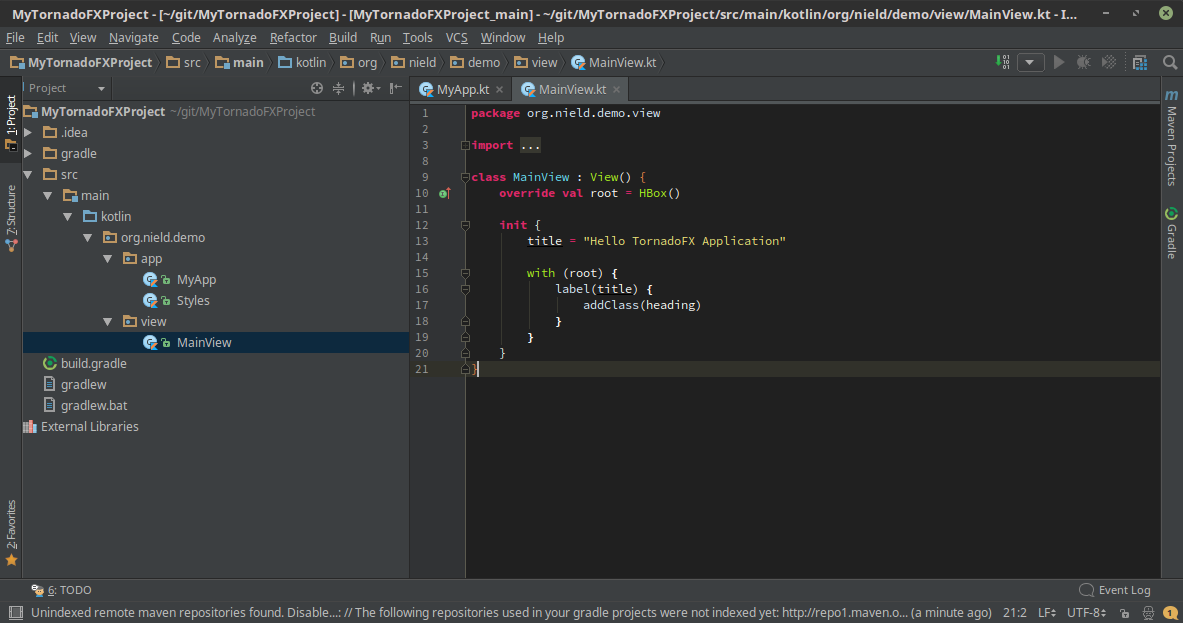 MyTornadoFXProject - [~/git/MyTornadoFXProject] - [MyTornadoFXProject_main] - ~/git/MyTornadoFXProject/src/main/kotlin/org/nield/demo/view/MainView.kt - I...
File Edit View Navigate Code Analyze Refactor Build Run Tools VCS Window Help
MyTornadoFXProject src main kotlin org nield demo view MainView.kt
Project
MyApp.kt MainView.kt
1: Project
7: Structure
2: Favorites
MyTornadoFXProject ~/git/MyTornadoFXProject
.idea
gradle
src
main
kotlin
org.nield.demo
app
MyApp
Styles
view
MainView
build.gradle
gradlew
gradlew.bat
External Libraries
1 package org.nield.demo.view
2
3 import ...
8
9 class MainView : View() {
10 override val root = HBox()
11
12 init {
13 title = "Hello TornadoFX Application"
14
15 with (root) {
16 label(title) {
17 addClass(heading)
18 }
19 }
20 }
21 }
m Maven Projects
Gradle
6: TODO
Event Log
Unindexed remote maven repositories found. Disable...: // The following repositories used in your gradle projects were not indexed yet: http://repo1.maven.o... (a minute ago) 21:2 LF UTF-8 1